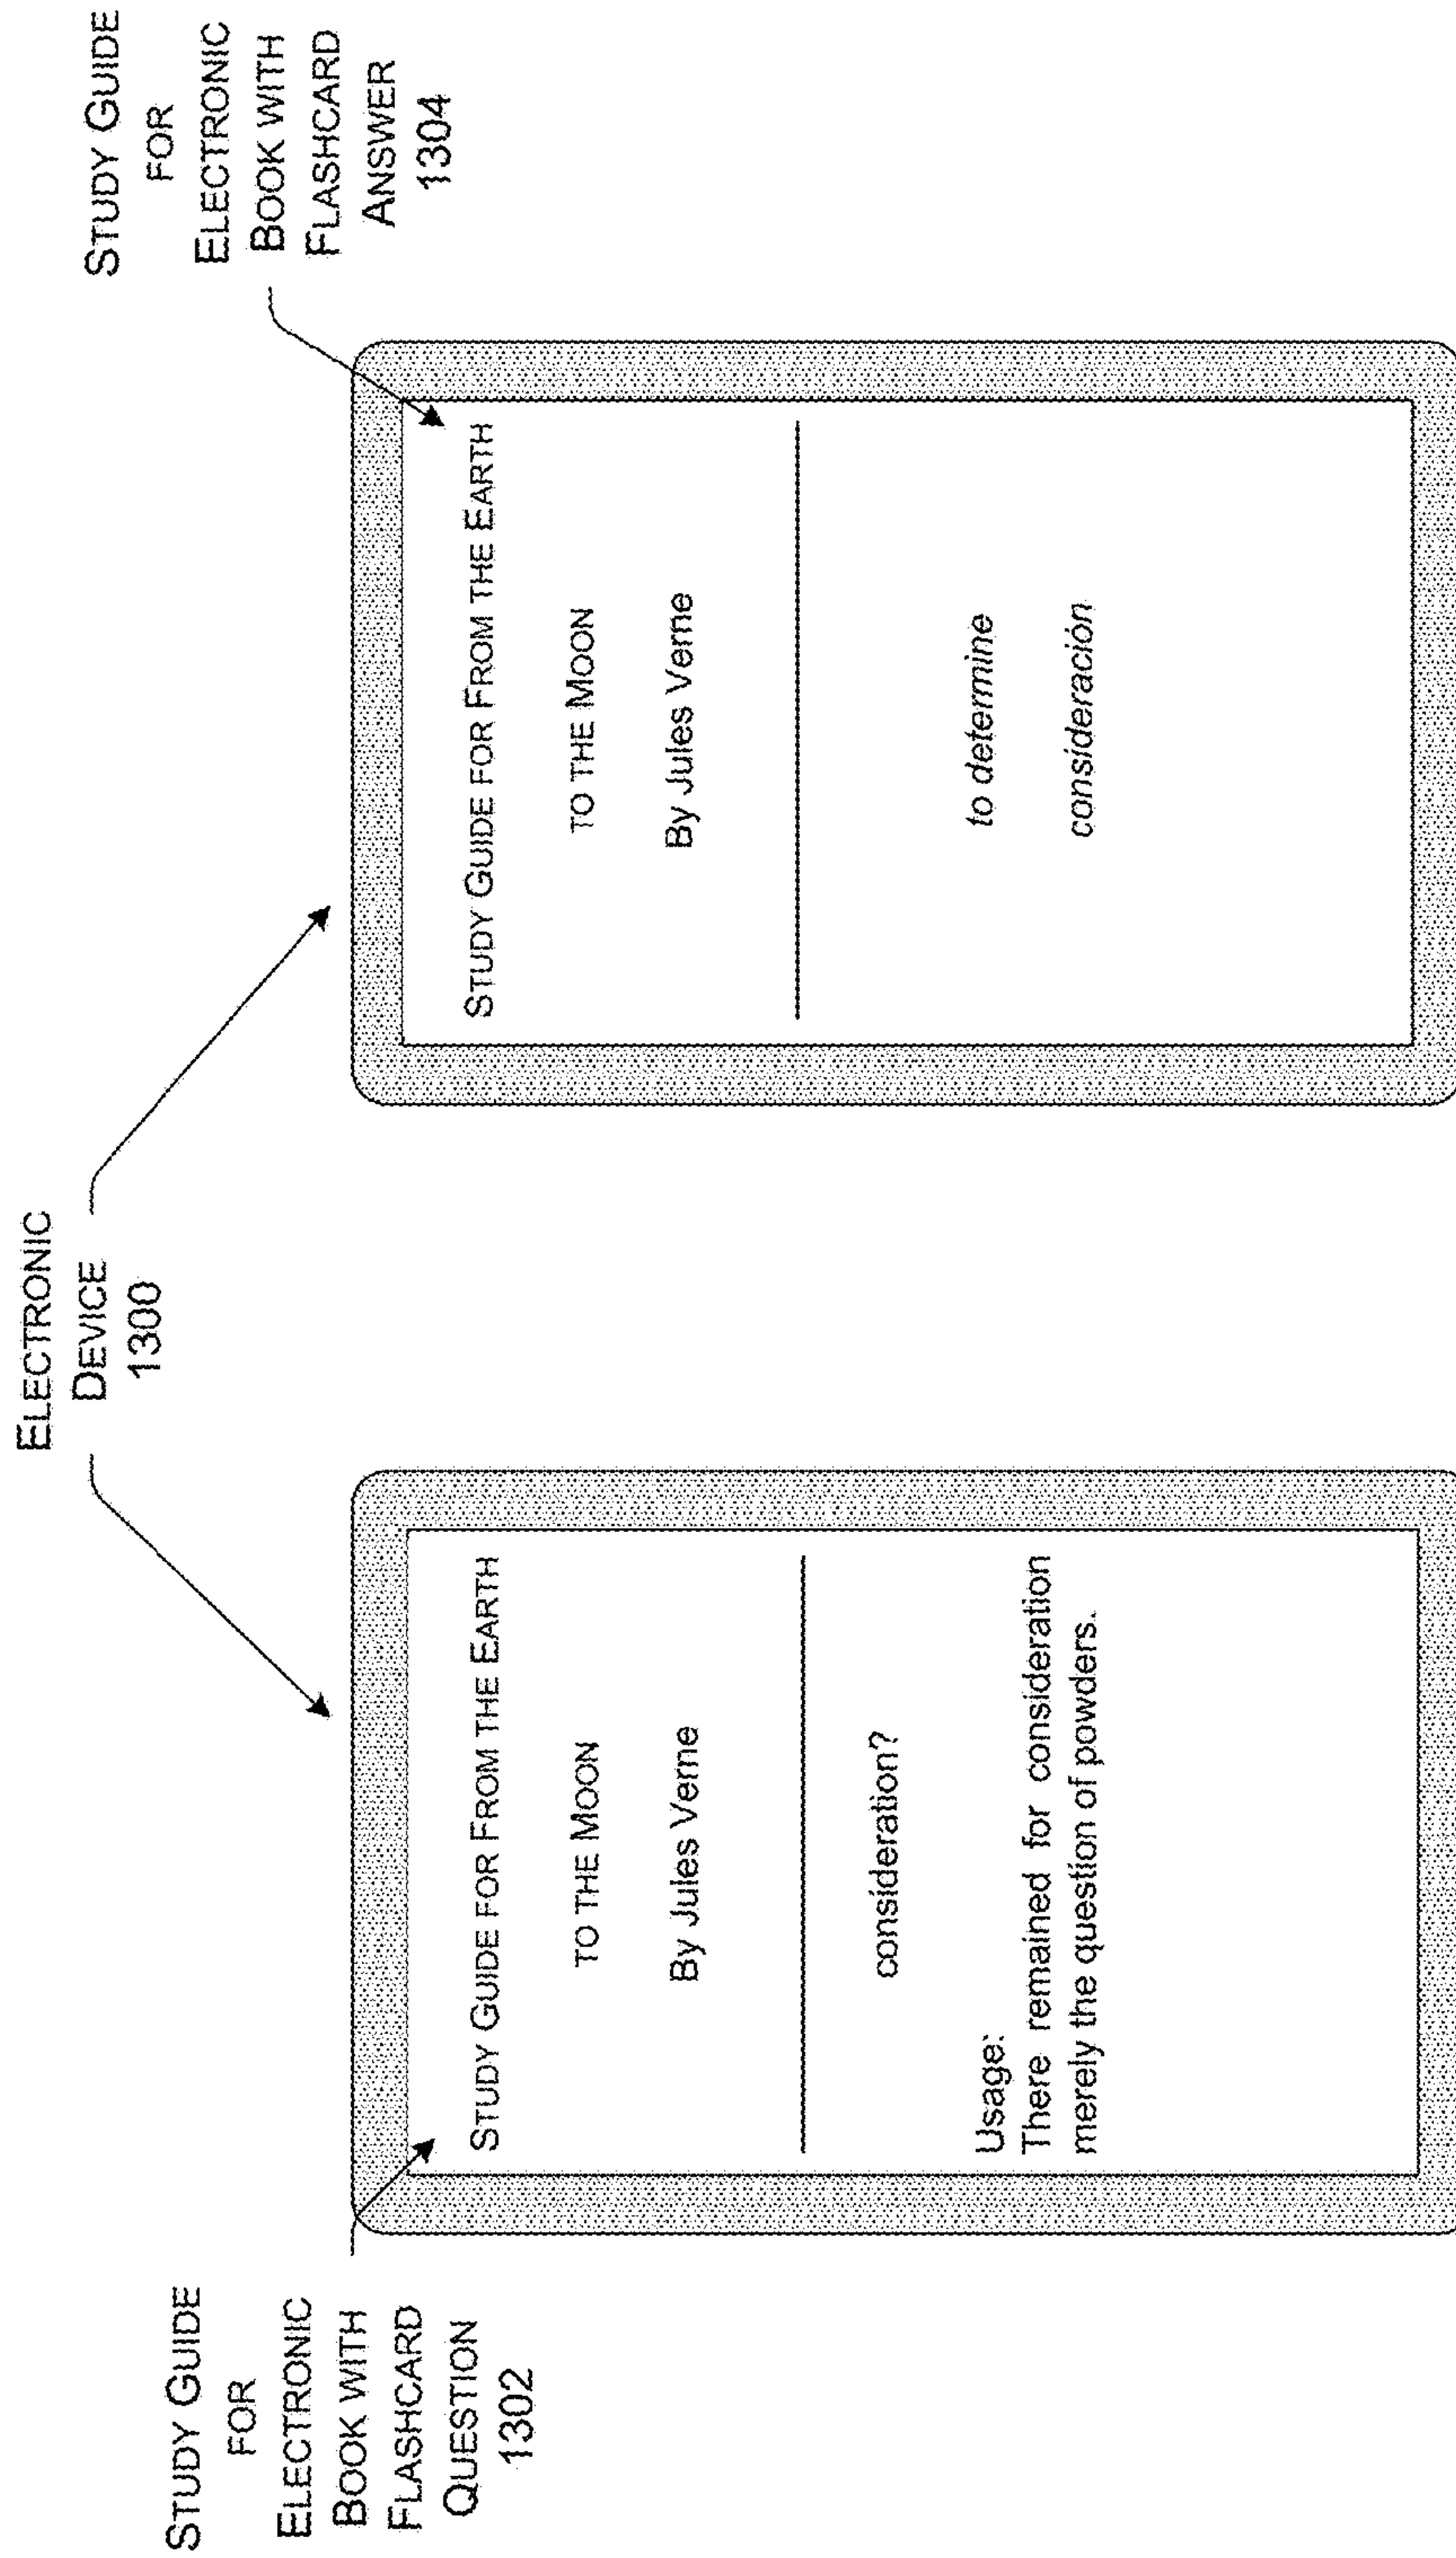 ELECTRONIC
DEVICE
1300
STUDY GUIDE
FOR
ELECTRONIC
BOOK WITH
FLASHCARD
QUESTION
1302
STUDY GUIDE FOR FROM THE EARTH
TO THE MOON
By Jules Verne
consideration?
Usage:
There remained for consideration
merely the question of powders.
STUDY GUIDE
FOR
ELECTRONIC
BOOK WITH
FLASHCARD
ANSWER
1304
STUDY GUIDE FOR FROM THE EARTH
TO THE MOON
By Jules Verne
to determine
consideración